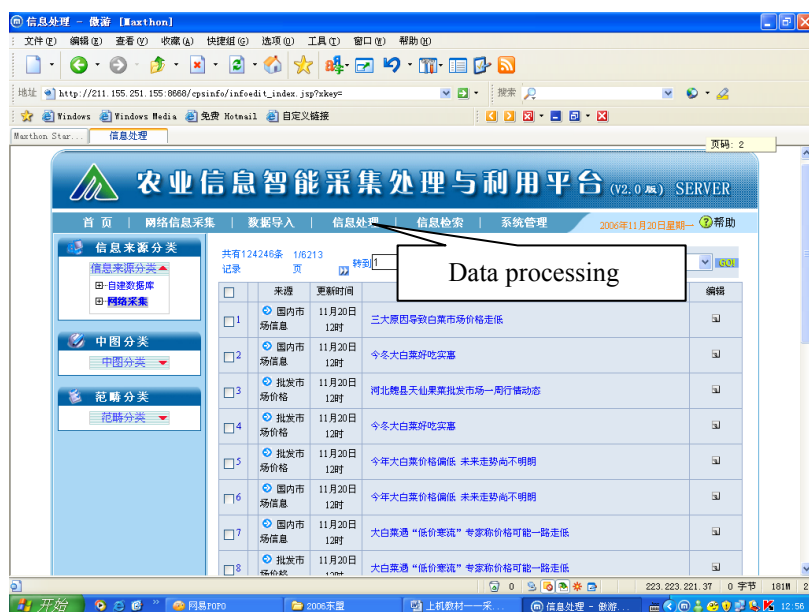 信息处理 - 傲游 [Maxthon]
文件(F) 编辑(E) 查看(V) 收藏(A) 快捷组(G) 选项(O) 工具(T) 窗口(W) 帮助(H)
地址 http://211.155.251.155:8668/cpsinfo/infoedit_index.jsp?xkey= 搜索
Windows Windows Media 免费 Hotmail 自定义链接
Maxthon Star... 信息处理
页码: 2
农业信息智能采集处理与利用平台 (V2.0版) SERVER
首 页 | 网络信息采集 | 数据导入 | 信息处理 | 信息检索 | 系统管理 2006年11月20日星期一 帮助
Data processing
信息来源分类
信息来源分类
自建数据库
网络采集
中图分类
中图分类
范畴分类
范畴分类
共有124246条记录 1/6213页 转到 1 GO!
来源 更新时间 编辑
1 国内市场信息 11月20日12时 三大原因导致白菜市场价格走低
2 国内市场信息 11月20日12时 今冬大白菜好吃实惠
3 批发市场价格 11月20日12时 河北魏县天仙果菜批发市场一周行情动态
4 批发市场价格 11月20日12时 今冬大白菜好吃实惠
5 批发市场价格 11月20日12时 今年大白菜价格偏低 未来走势尚不明朗
6 国内市场信息 11月20日12时 今年大白菜价格偏低 未来走势尚不明朗
7 国内市场信息 11月20日12时 大白菜遇“低价寒流” 专家称价格可能一路走低
8 批发市场价格 11月20日12时 大白菜遇“低价寒流” 专家称价格可能一路走低
0 223.223.221.37 0 字节 181M 2
开始 网易POPO 2006东盟 上机教材——采... 信息处理 - 傲游... 12:56